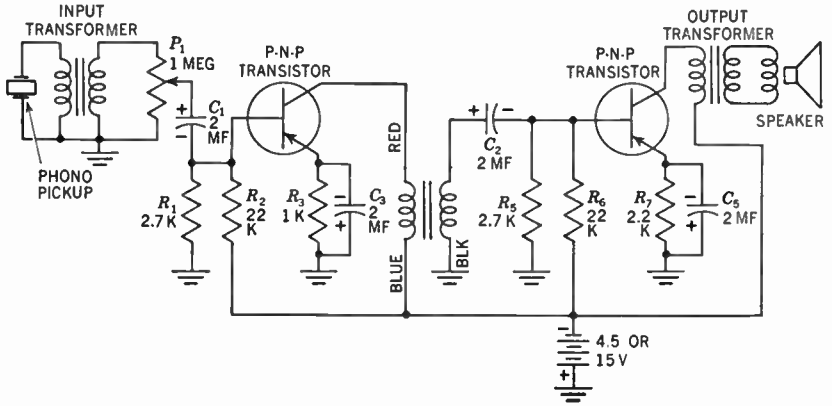 INPUT
TRANSFORMER
P1
1 MEG
PHONO
PICKUP
+
C1
2
MF
-
P-N-P
TRANSISTOR
R1
2.7 K
R2
22
K
R3
1 K
-
C3
2
MF
+
RED
BLUE
BLK
+
-
C2
2 MF
R5
2.7 K
R6
22
K
P-N-P
TRANSISTOR
R7
2.2
K
-
C5
2 MF
+
OUTPUT
TRANSFORMER
SPEAKER
-
4.5 OR
15 V
+